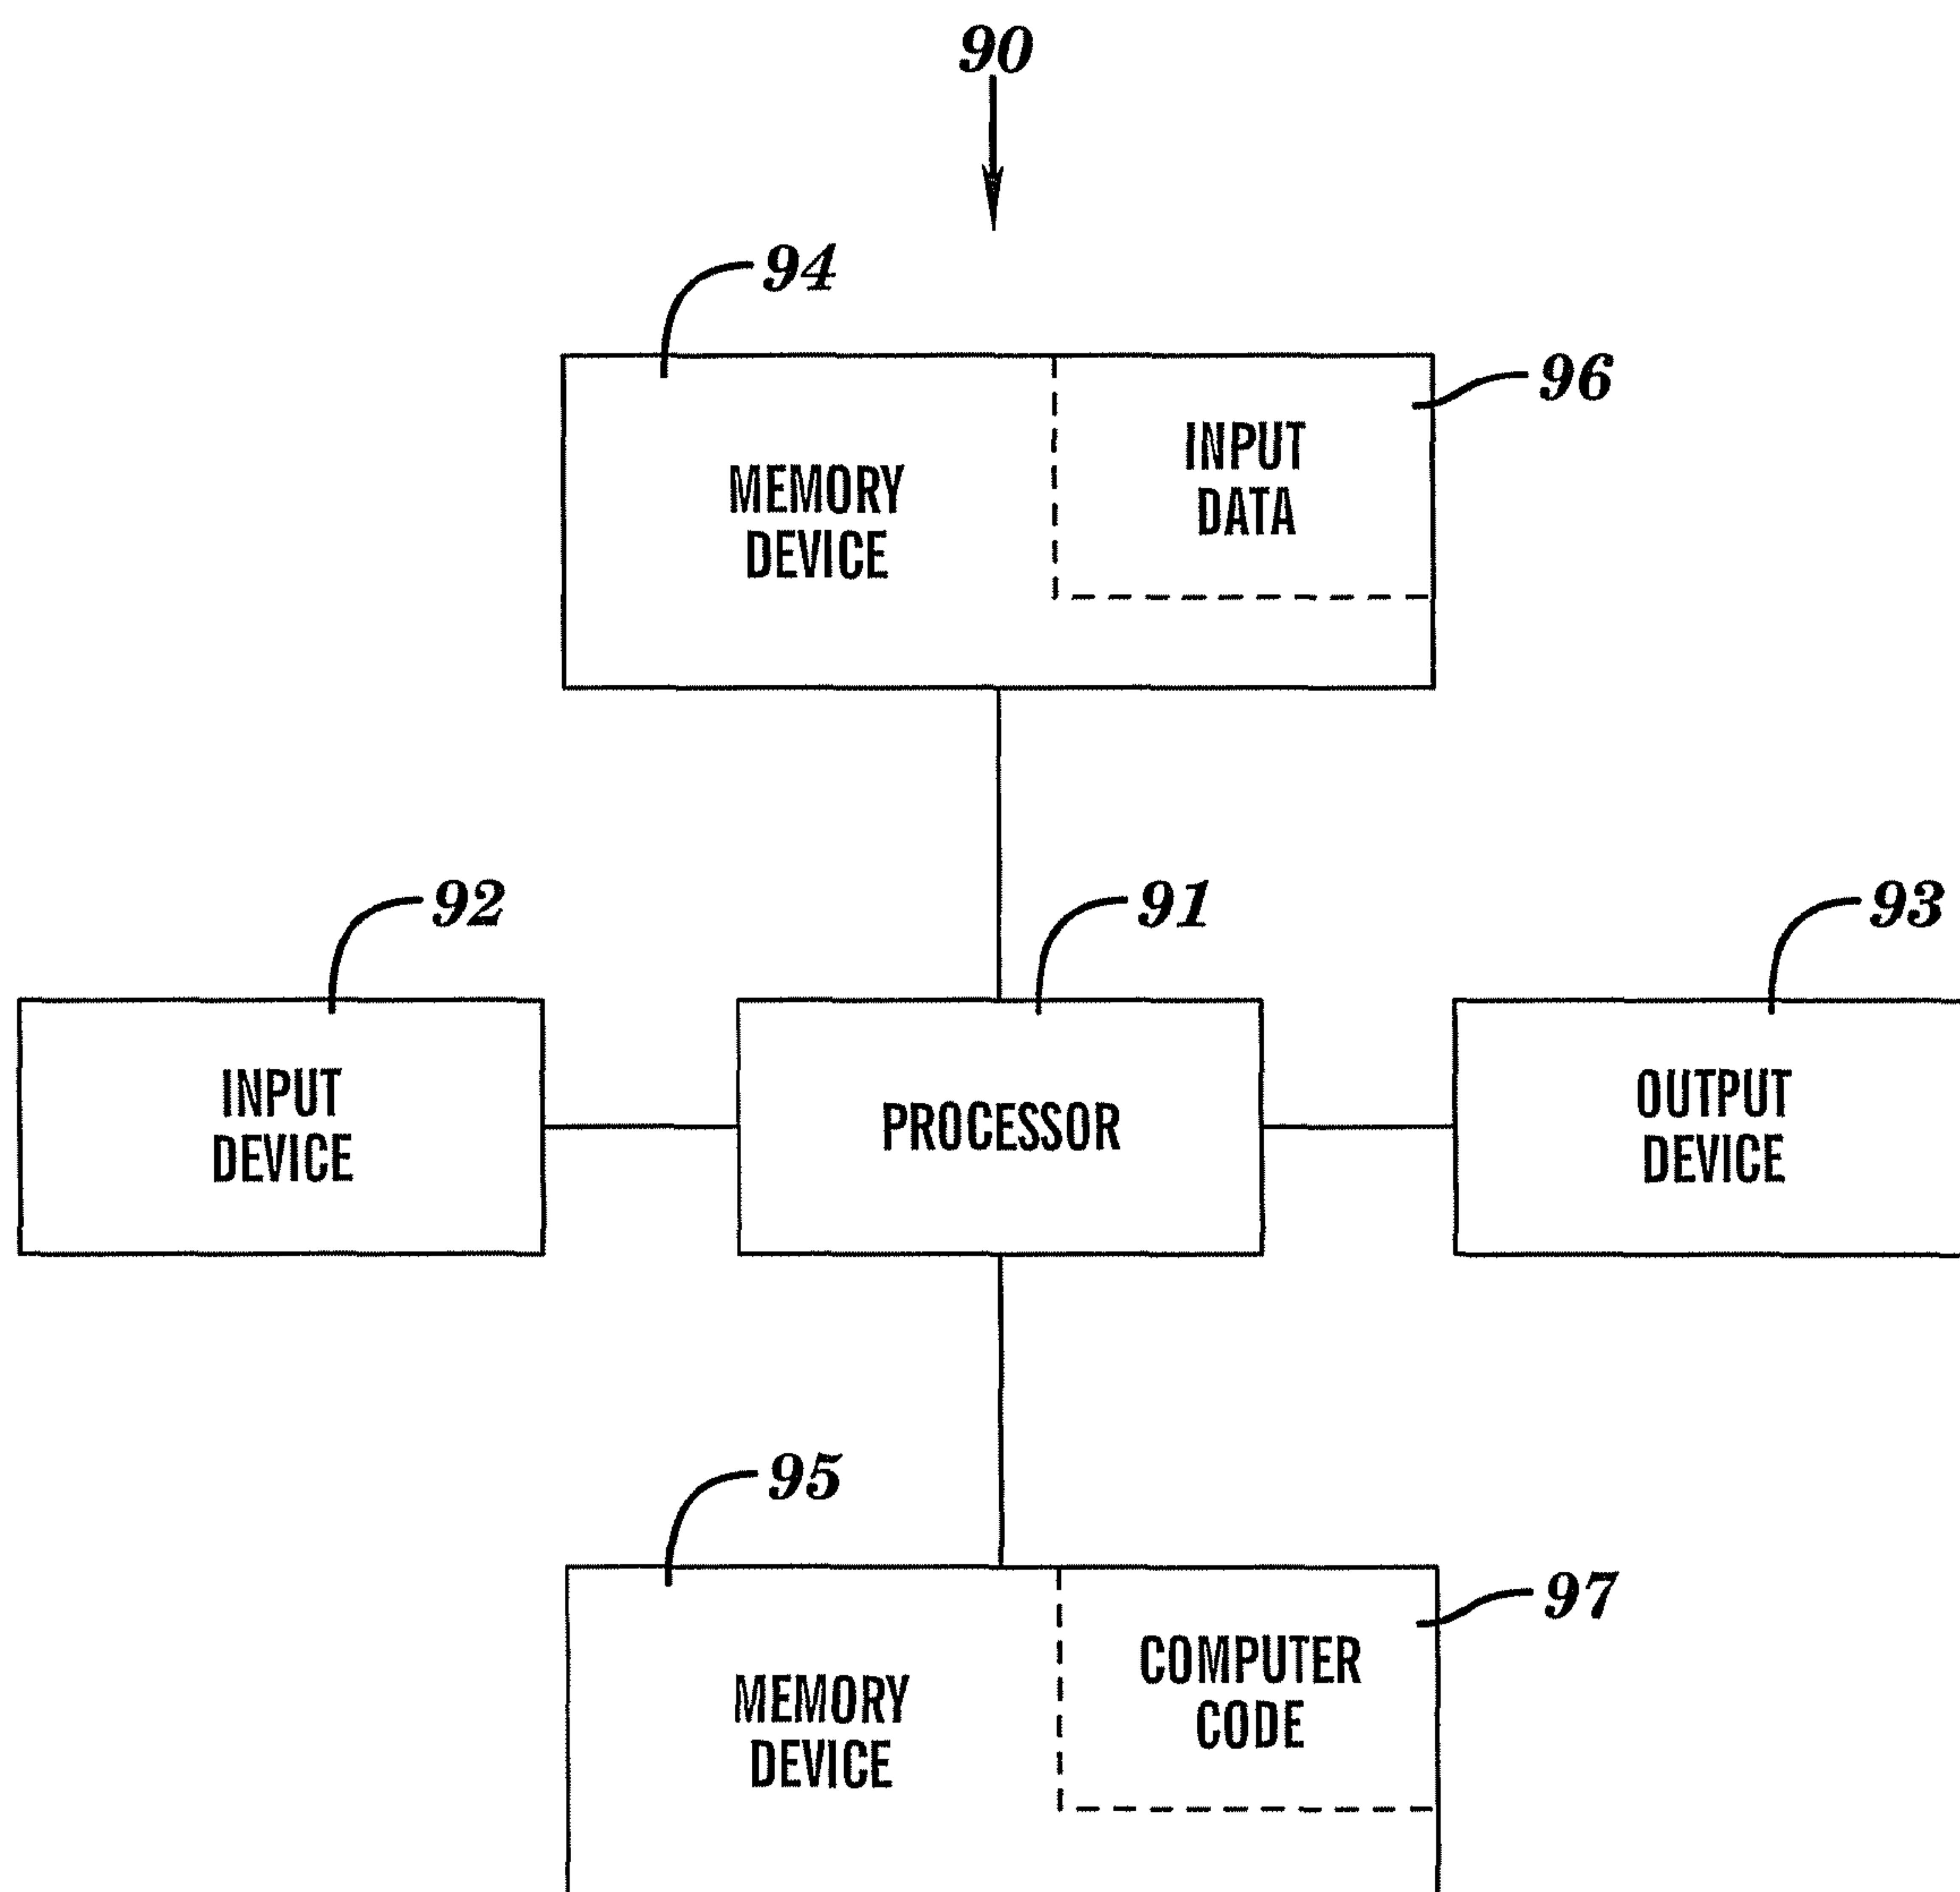 90
94
96
MEMORY
DEVICE
INPUT
DATA
92
91
93
INPUT
DEVICE
PROCESSOR
OUTPUT
DEVICE
95
97
MEMORY
DEVICE
COMPUTER
CODE